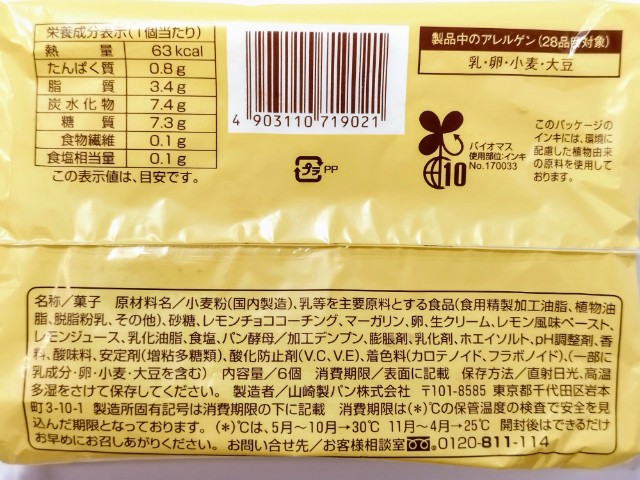 栄養成分表示(1個当たり)
熱量 63kcal
たんぱく質 0.8g
脂質 3.4g
炭水化物 7.4g
糖質 7.3g
食物繊維 0.1g
食塩相当量 0.1g
この表示値は、目安です。
4 903110 719021
プラ PP
製品中のアレルゲン(28品目対象)
乳・卵・小麦・大豆
10
バイオマス
使用部位:インキ
No.170033
このパッケージの
インキには、環境に
配慮した植物由来
の原料を使用して
おります。
名称/菓子 原材料名/小麦粉(国内製造)、乳等を主要原料とする食品(食用精製加工油脂、植物油
脂、脱脂粉乳、その他)、砂糖、レモンチョココーチング、マーガリン、卵、生クリーム、レモン風味ペースト、
レモンジュース、乳化油脂、食塩、パン酵母/加工デンプン、膨脹剤、乳化剤、ホエイソルト、pH調整剤、香
料、酸味料、安定剤(増粘多糖類)、酸化防止剤(V.C、V.E)、着色料(カロテノイド、フラボノイド)、(一部に
乳成分・卵・小麦・大豆を含む) 内容量/6個 消費期限/表面に記載 保存方法/直射日光、高温
多湿をさけて保存してください。 製造者/山崎製パン株式会社 〒101-8585 東京都千代田区岩本
町3-10-1 製造所固有記号は消費期限の下に記載 消費期限は(*)℃の保管温度の検査で安全を見
込んだ期限となっております。(*)℃は、5月~10月→30℃ 11月~4月→25℃ 開封後はできるだけ
お早めにお召しあがりください。 お問い合せ先/お客様相談室 0120-811-114